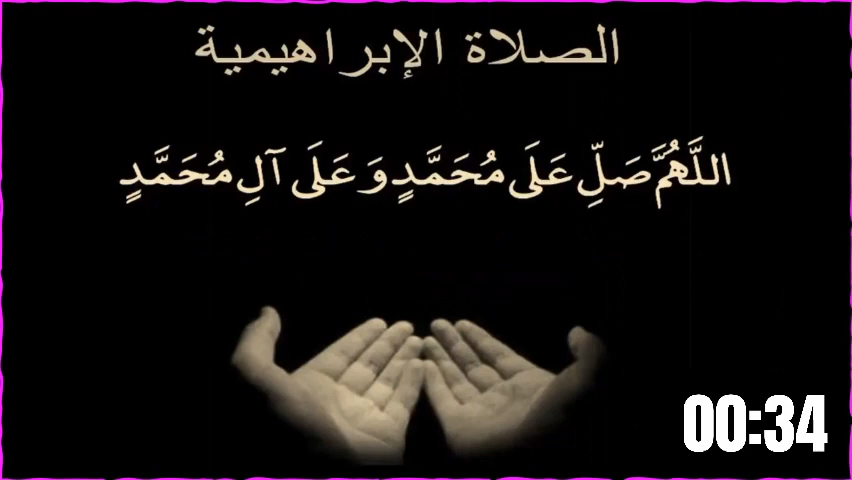 الصلاة الإبراهيمية
اللَّهُمَّ صَلِّ عَلَى مُحَمَّدٍ وَ عَلَى آلِ مُحَمَّدٍ
00:34